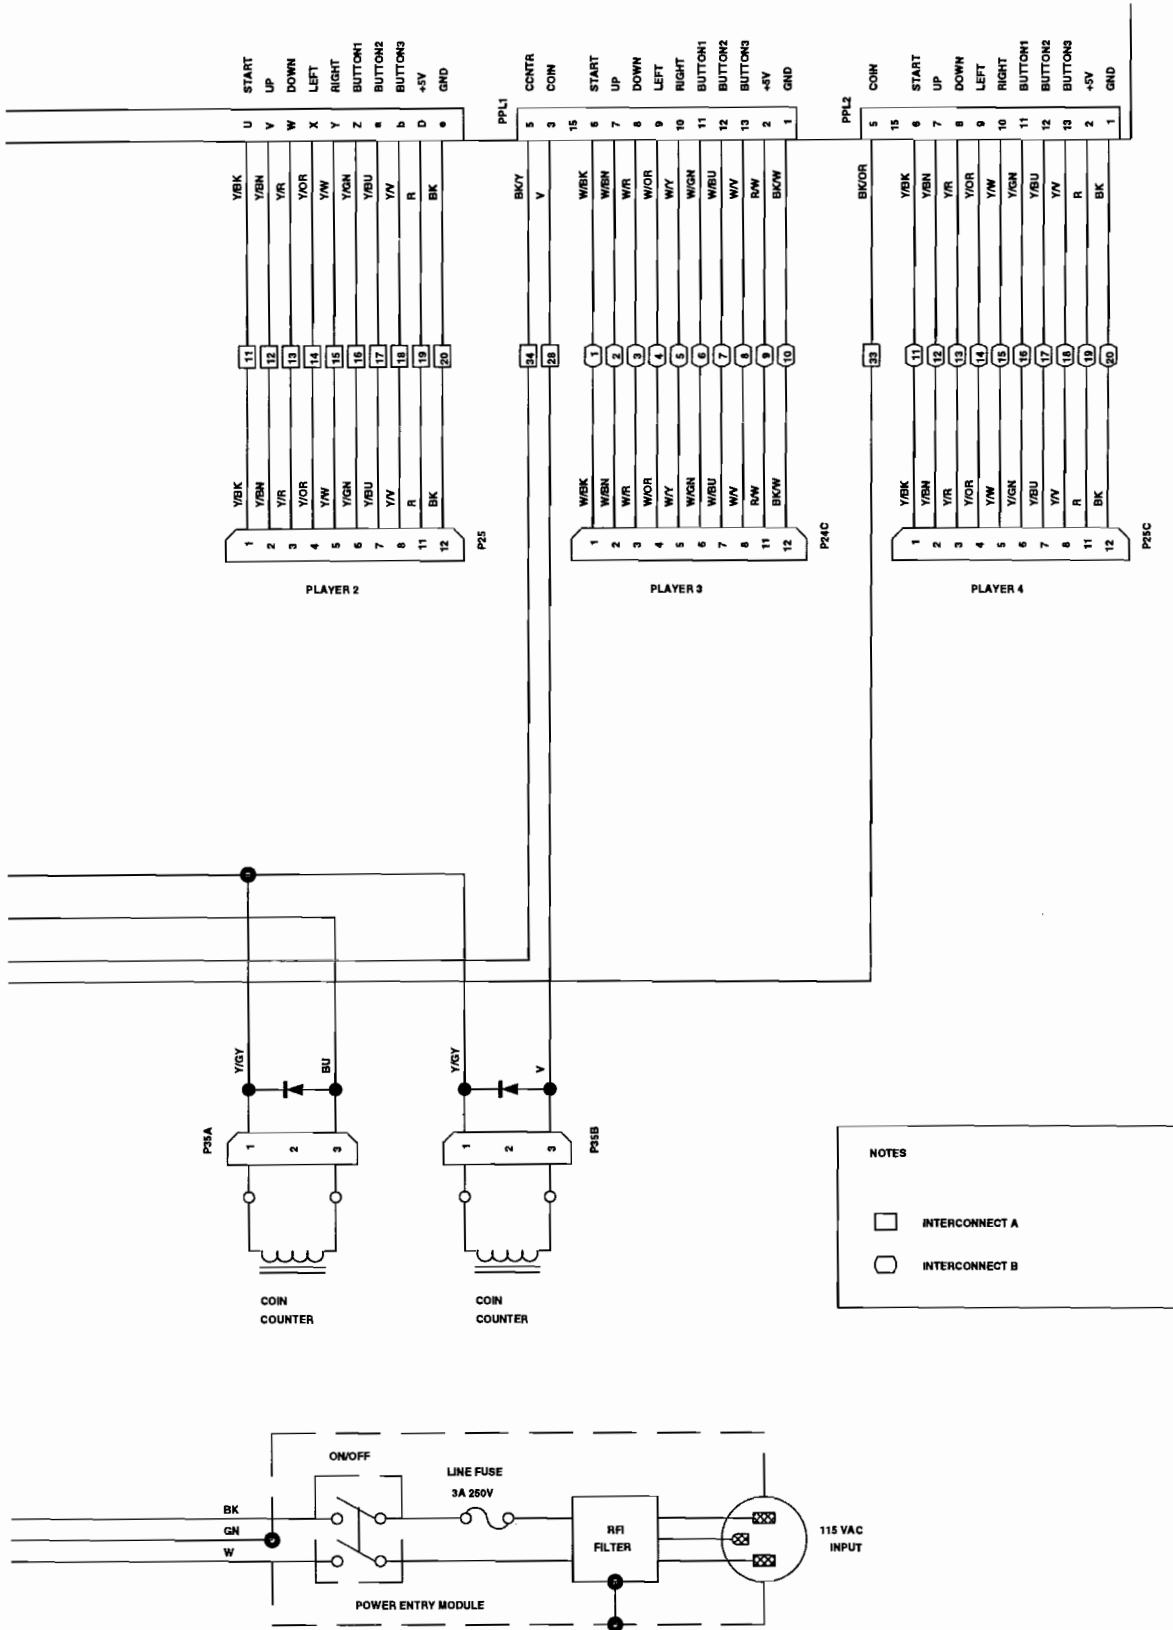 START UP DOWN LEFT RIGHT BUTTON1 BUTTON2 BUTTON3 +5V GND
U V W X Y Z a b D e
Y/BK Y/BN Y/R Y/OR Y/W Y/GN Y/BU Y/V R BK
11 12 13 14 15 16 17 18 19 20
Y/BK Y/BN Y/R Y/OR Y/W Y/GN Y/BU Y/V R BK
1 2 3 4 5 6 7 8 11 12
P25
PLAYER 2
PPL1
CCNTR COIN START UP DOWN LEFT RIGHT BUTTON1 BUTTON2 BUTTON3 +5V GND
5 3 15 6 7 8 9 10 11 12 13 2 1
BK/Y V W/BK W/BN W/R W/OR W/Y W/GN W/BU W/V R/W BK/W
34 28 1 2 3 4 5 6 7 8 9 10
W/BK W/BN W/R W/OR W/Y W/GN W/BU W/V R/W BK/W
1 2 3 4 5 6 7 8 11 12
P24C
PLAYER 3
PPL2
COIN START UP DOWN LEFT RIGHT BUTTON1 BUTTON2 BUTTON3 +5V GND
5 15 6 7 8 9 10 11 12 13 2 1
BK/OR Y/BK Y/BN Y/R Y/OR Y/W Y/GN Y/BU Y/V R BK
33 11 12 13 14 15 16 17 18 19 20
Y/BK Y/BN Y/R Y/OR Y/W Y/GN Y/BU Y/V R BK
1 2 3 4 5 6 7 8 11 12
P25C
PLAYER 4
Y/GY BU
P35A
1 2 3
COIN
COUNTER
Y/GY V
P35B
1 2 3
COIN
COUNTER
NOTES
INTERCONNECT A
INTERCONNECT B
ON/OFF
LINE FUSE
3A 250V
BK
GN
W
RFI
FILTER
115 VAC
INPUT
POWER ENTRY MODULE